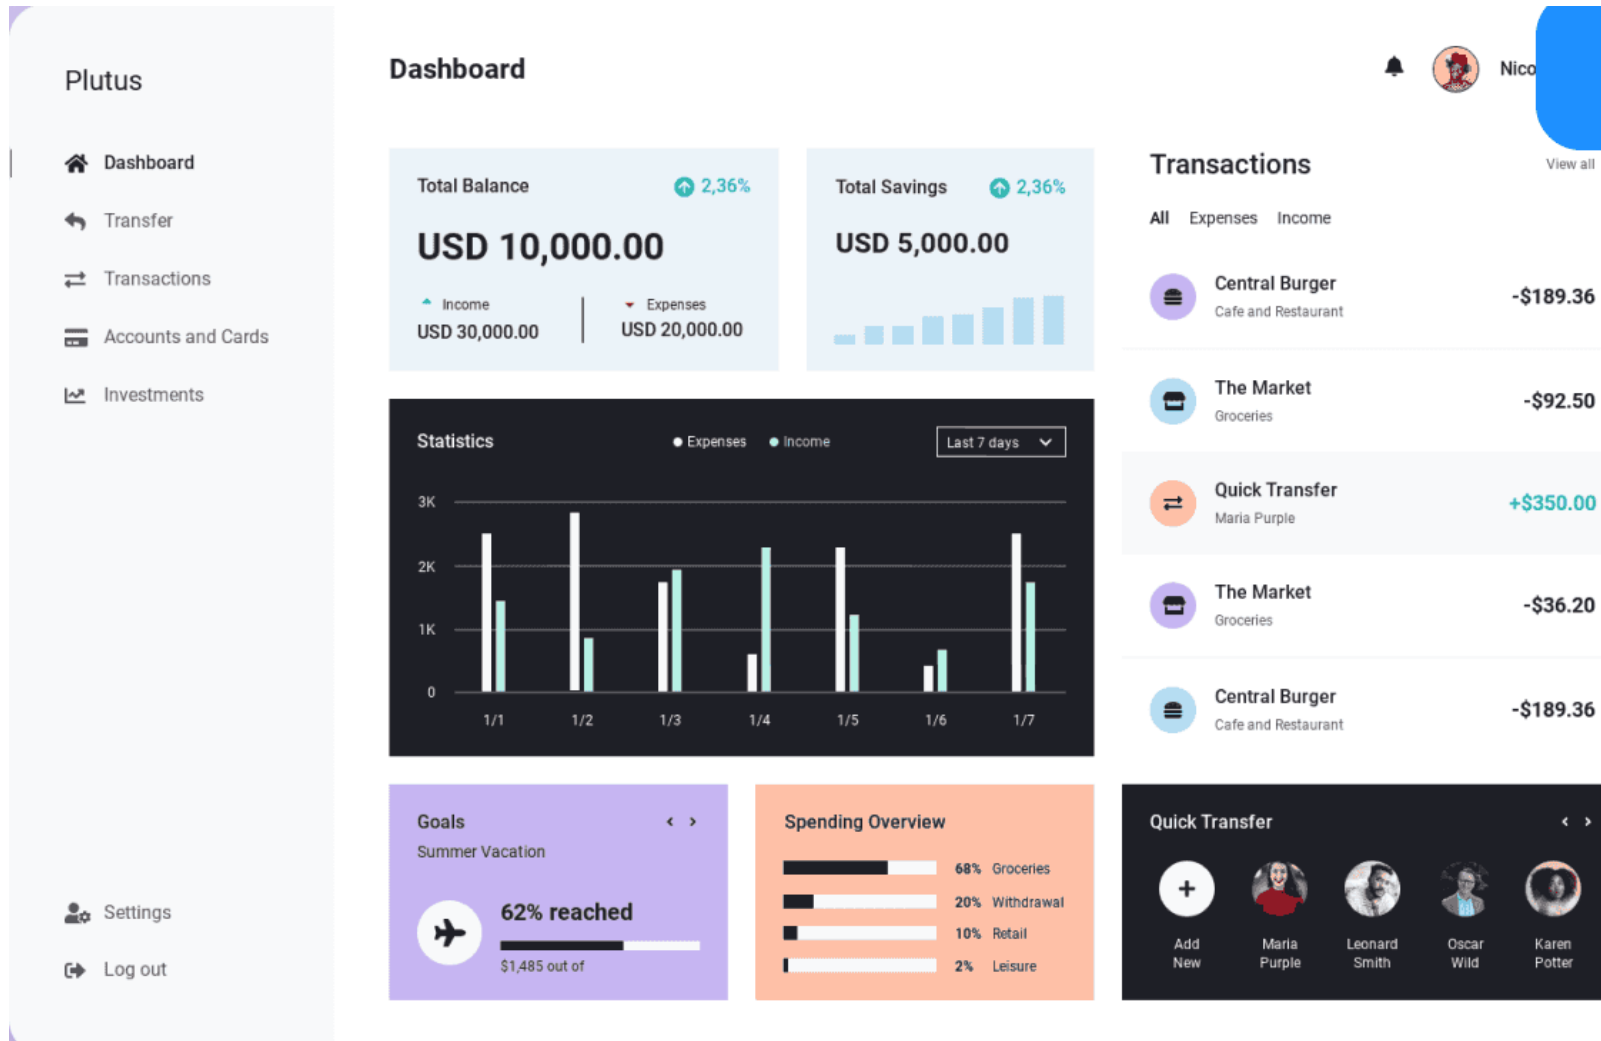 Plutus
Dashboard
Transfer
Transactions
Accounts and Cards
Investments
Settings
Log out
Dashboard
Total Balance 2,36%
USD 10,000.00
Income
USD 30,000.00
Expenses
USD 20,000.00
Total Savings 2,36%
USD 5,000.00
Statistics Expenses Income Last 7 days
3K
2K
1K
0
1/1 1/2 1/3 1/4 1/5 1/6 1/7
Goals
Summer Vacation
62% reached
$1,485 out of
Spending Overview
68% Groceries
20% Withdrawal
10% Retail
2% Leisure
Transactions View all
All Expenses Income
Central Burger
Cafe and Restaurant
-$189.36
The Market
Groceries
-$92.50
Quick Transfer
Maria Purple
+$350.00
The Market
Groceries
-$36.20
Central Burger
Cafe and Restaurant
-$189.36
Quick Transfer
Add
New
Maria
Purple
Leonard
Smith
Oscar
Wild
Karen
Potter